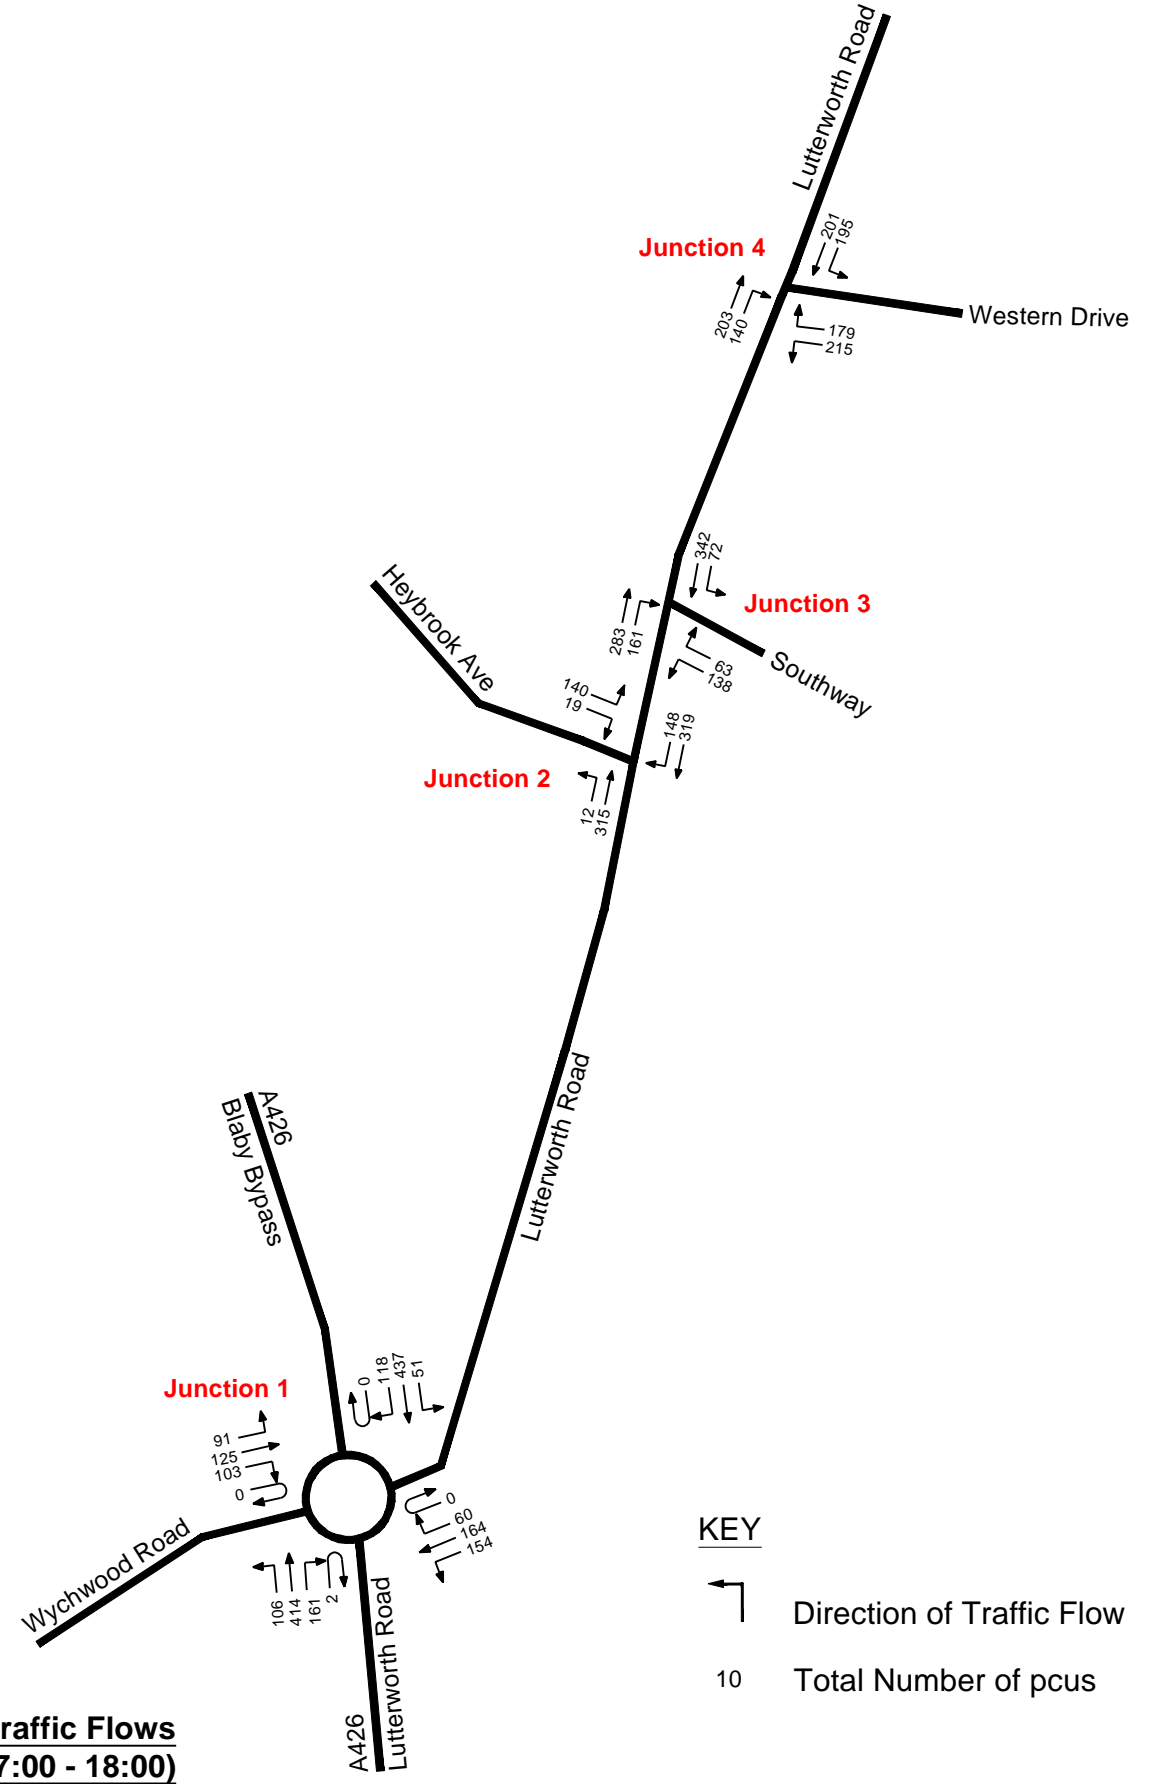 Lutterworth Road
Junction 4
201
195
203
140
Western Drive
179
215
342
72
Junction 3
283
161
63
138
Southway
Heybrook Ave
140
19
148
319
Junction 2
12
315
Lutterworth Road
A426
Blaby Bypass
Junction 1
0
118
437
51
91
125
103
0
0
60
164
154
Wychwood Road
106
414
161
2
A426
Lutterworth Road
KEY
Direction of Traffic Flow
10 Total Number of pcus
raffic Flows
7:00 - 18:00)